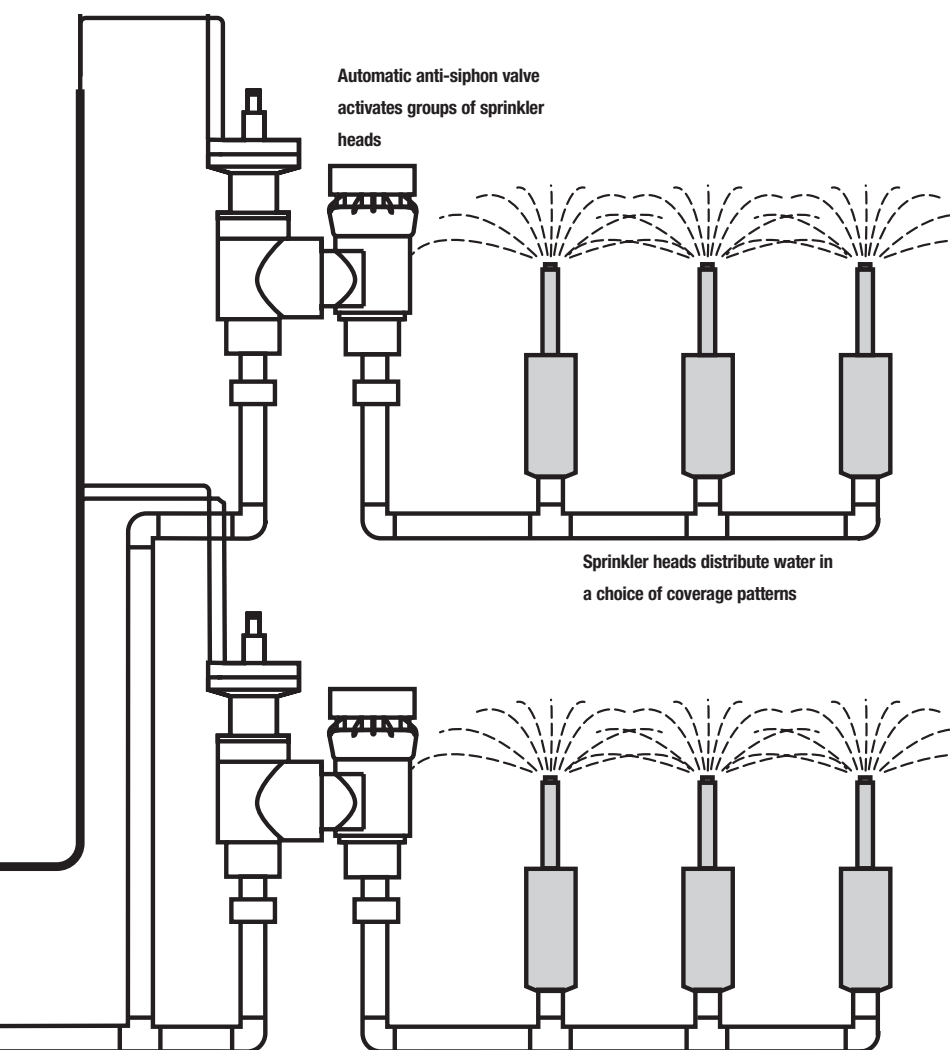 Automatic anti-siphon valve
activates groups of sprinkler
heads
Sprinkler heads distribute water in
a choice of coverage patterns